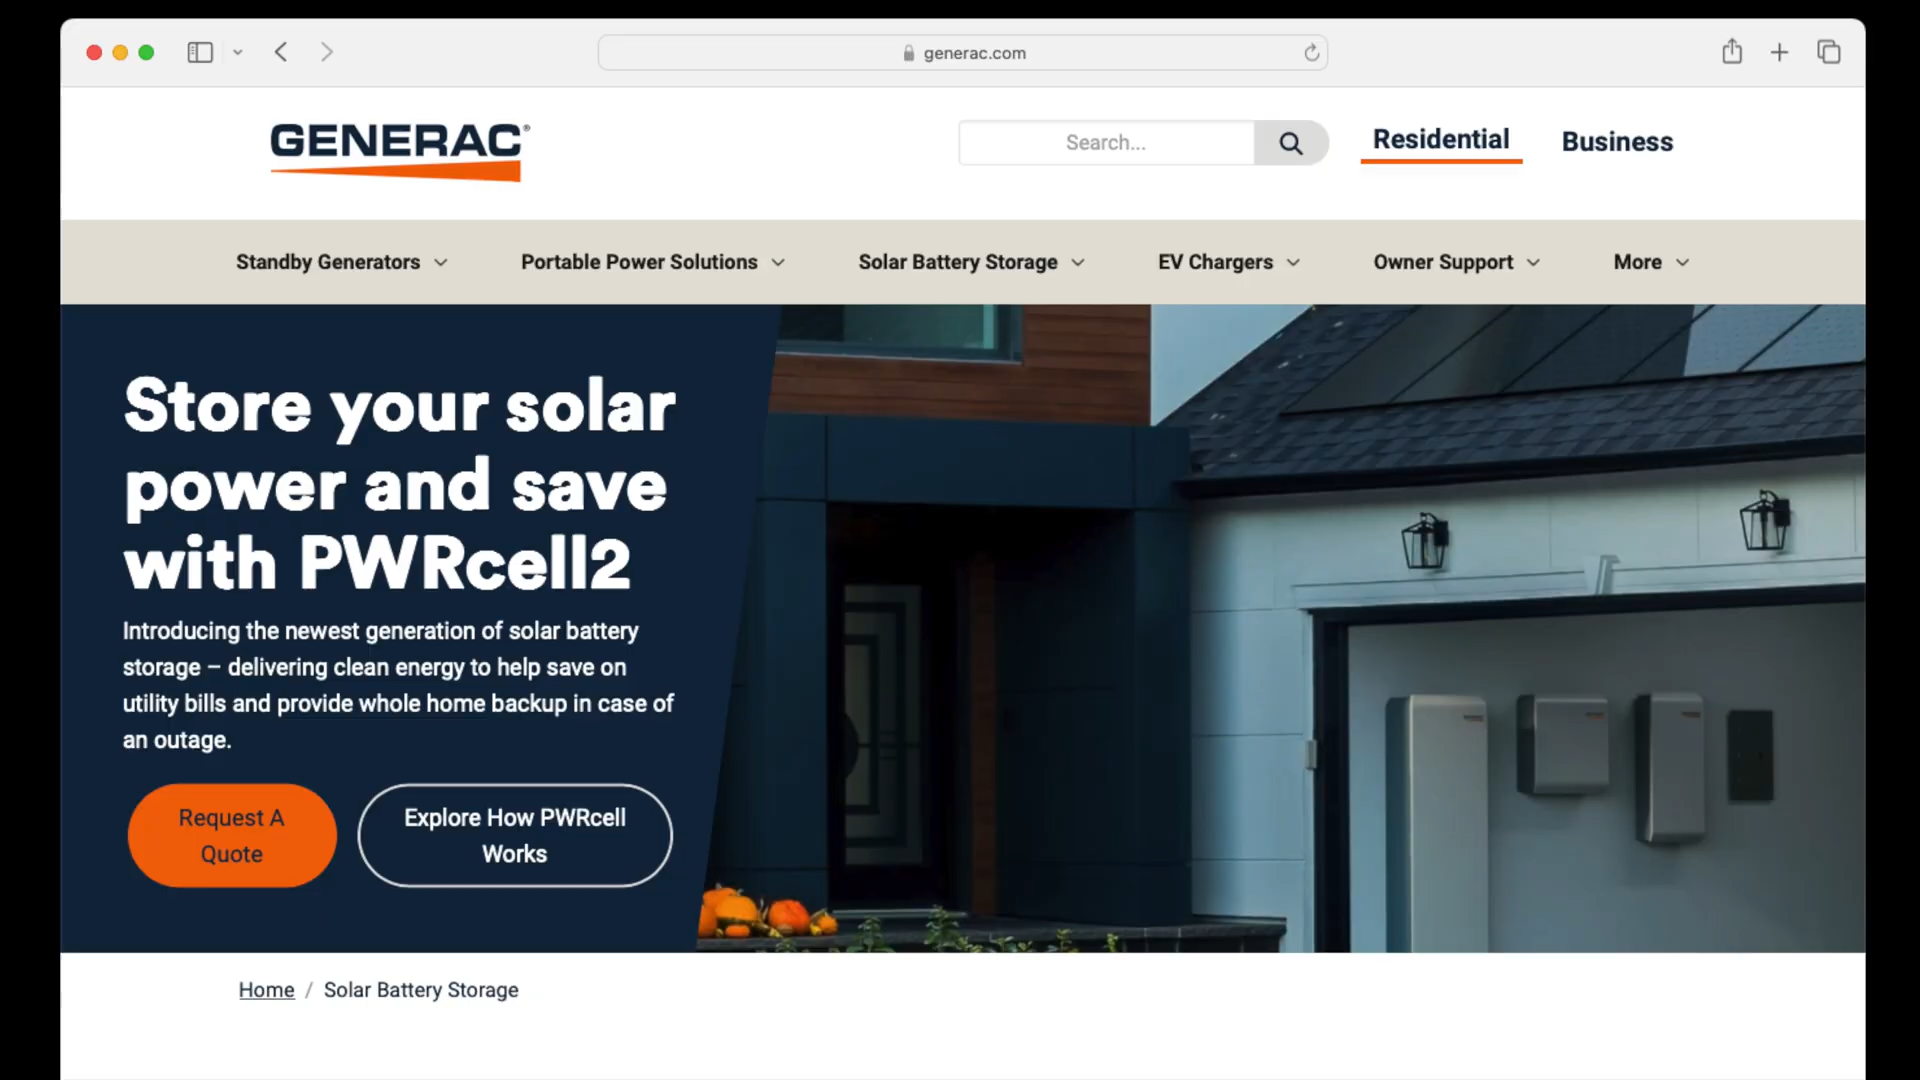 generac.com
GENERAC®
Search...
Residential
Business
Standby Generators
Portable Power Solutions
Solar Battery Storage
EV Chargers
Owner Support
More
Store your solar
power and save
with PWRcell2
Introducing the newest generation of solar battery
storage – delivering clean energy to help save on
utility bills and provide whole home backup in case of
an outage.
Request A
Quote
Explore How PWRcell
Works
Home / Solar Battery Storage